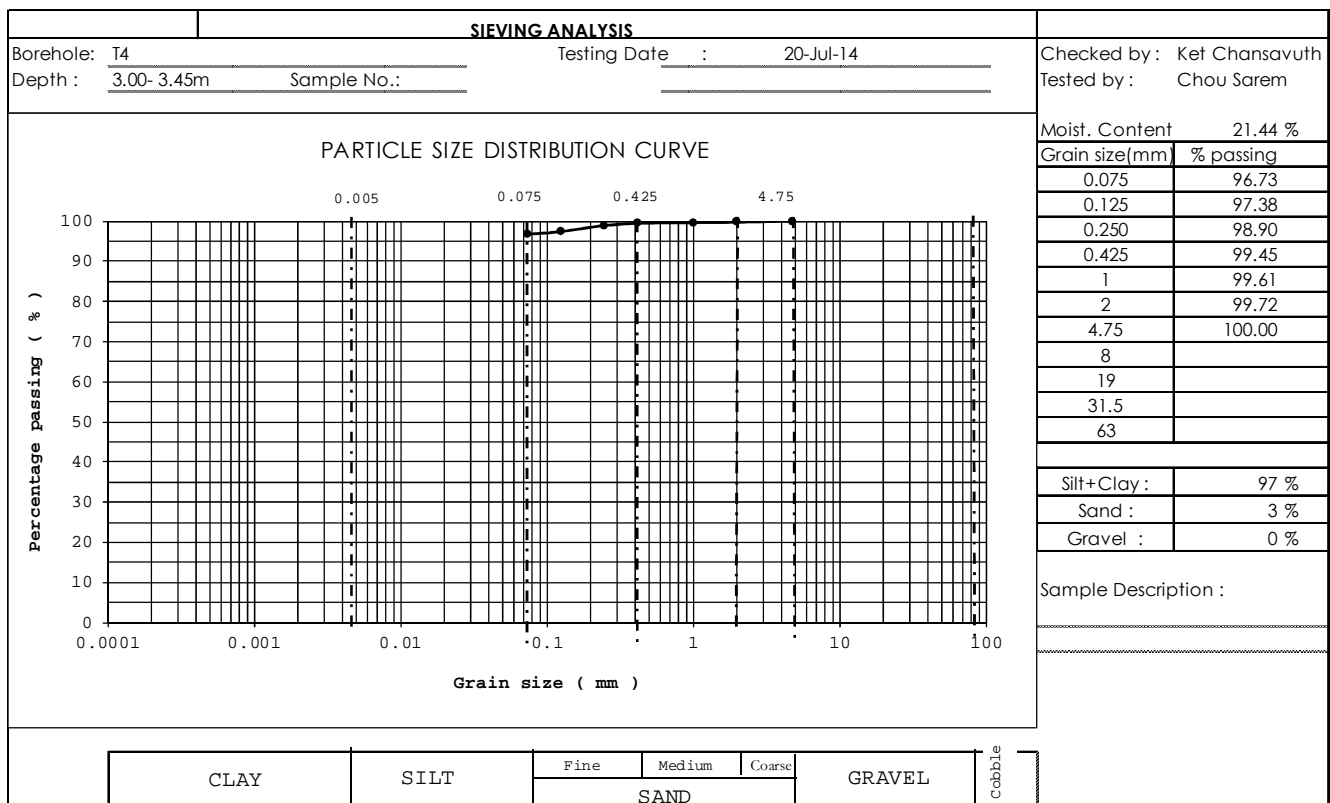 SIEVING ANALYSIS
Borehole: T4 Testing Date : 20-Jul-14
Depth : 3.00- 3.45m Sample No.:
Checked by : Ket Chansavuth
Tested by : Chou Sarem
Moist. Content 21.44 %
Grain size(mm) % passing
0.075 96.73
0.125 97.38
0.250 98.90
0.425 99.45
1 99.61
2 99.72
4.75 100.00
8
19
31.5
63
Silt+Clay : 97 %
Sand : 3 %
Gravel : 0 %
Sample Description :
PARTICLE SIZE DISTRIBUTION CURVE
0.005 0.075 0.425 4.75
100
90
80
70
60
50
40
30
20
10
0
Percentage passing ( % )
0.0001 0.001 0.01 0.1 1 10 100
Grain size ( mm )
CLAY SILT Fine Medium Coarse GRAVEL Cobble
SAND